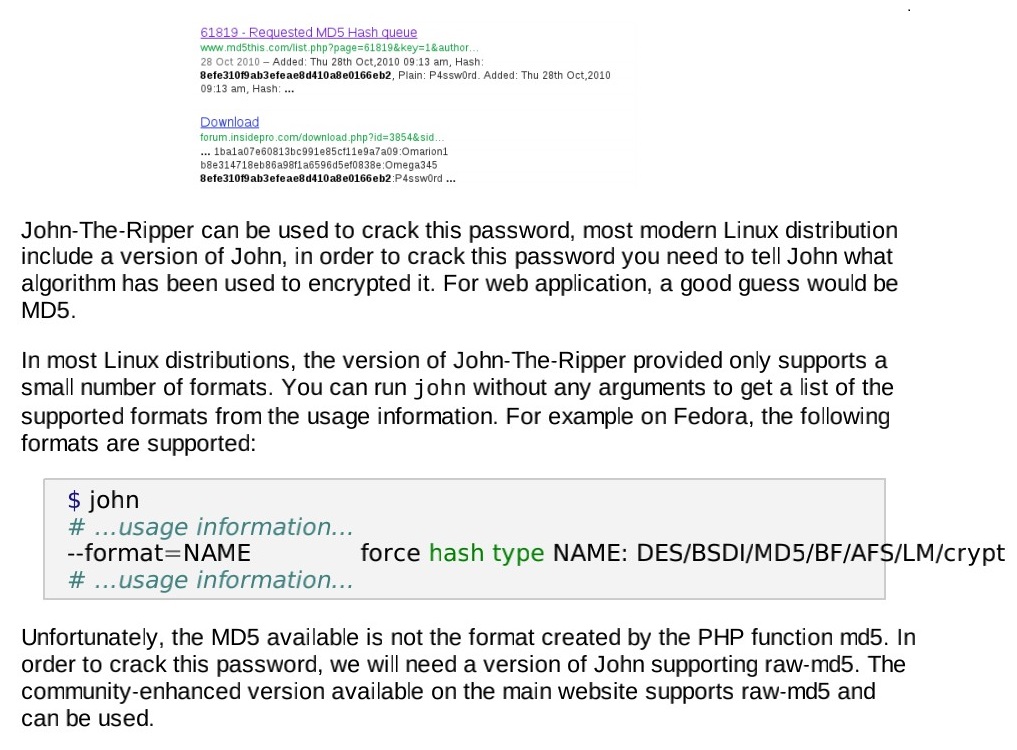 61819 - Requested MD5 Hash queue
www.md5this.com/list.php?page=61819&key=1&author...
28 Oct 2010 – Added: Thu 28th Oct,2010 09:13 am, Hash:
8efe310f9ab3efeae8d410a8e0166eb2, Plain: P4ssw0rd. Added: Thu 28th Oct,2010
09:13 am, Hash: ...
Download
forum.insidepro.com/download.php?id=3854&sid...
... 1ba1a07e60813bc991e85cf11e9a7a09:Omarion1
b8e314718eb86a98f1a6596d5ef0838e:Omega345
8efe310f9ab3efeae8d410a8e0166eb2:P4ssw0rd ...
John-The-Ripper can be used to crack this password, most modern Linux distribution
include a version of John, in order to crack this password you need to tell John what
algorithm has been used to encrypted it. For web application, a good guess would be
MD5.
In most Linux distributions, the version of John-The-Ripper provided only supports a
small number of formats. You can run john without any arguments to get a list of the
supported formats from the usage information. For example on Fedora, the following
formats are supported:
$ john
# ...usage information...
--format=NAME force hash type NAME: DES/BSDI/MD5/BF/AFS/LM/crypt
# ...usage information...
Unfortunately, the MD5 available is not the format created by the PHP function md5. In
order to crack this password, we will need a version of John supporting raw-md5. The
community-enhanced version available on the main website supports raw-md5 and
can be used.